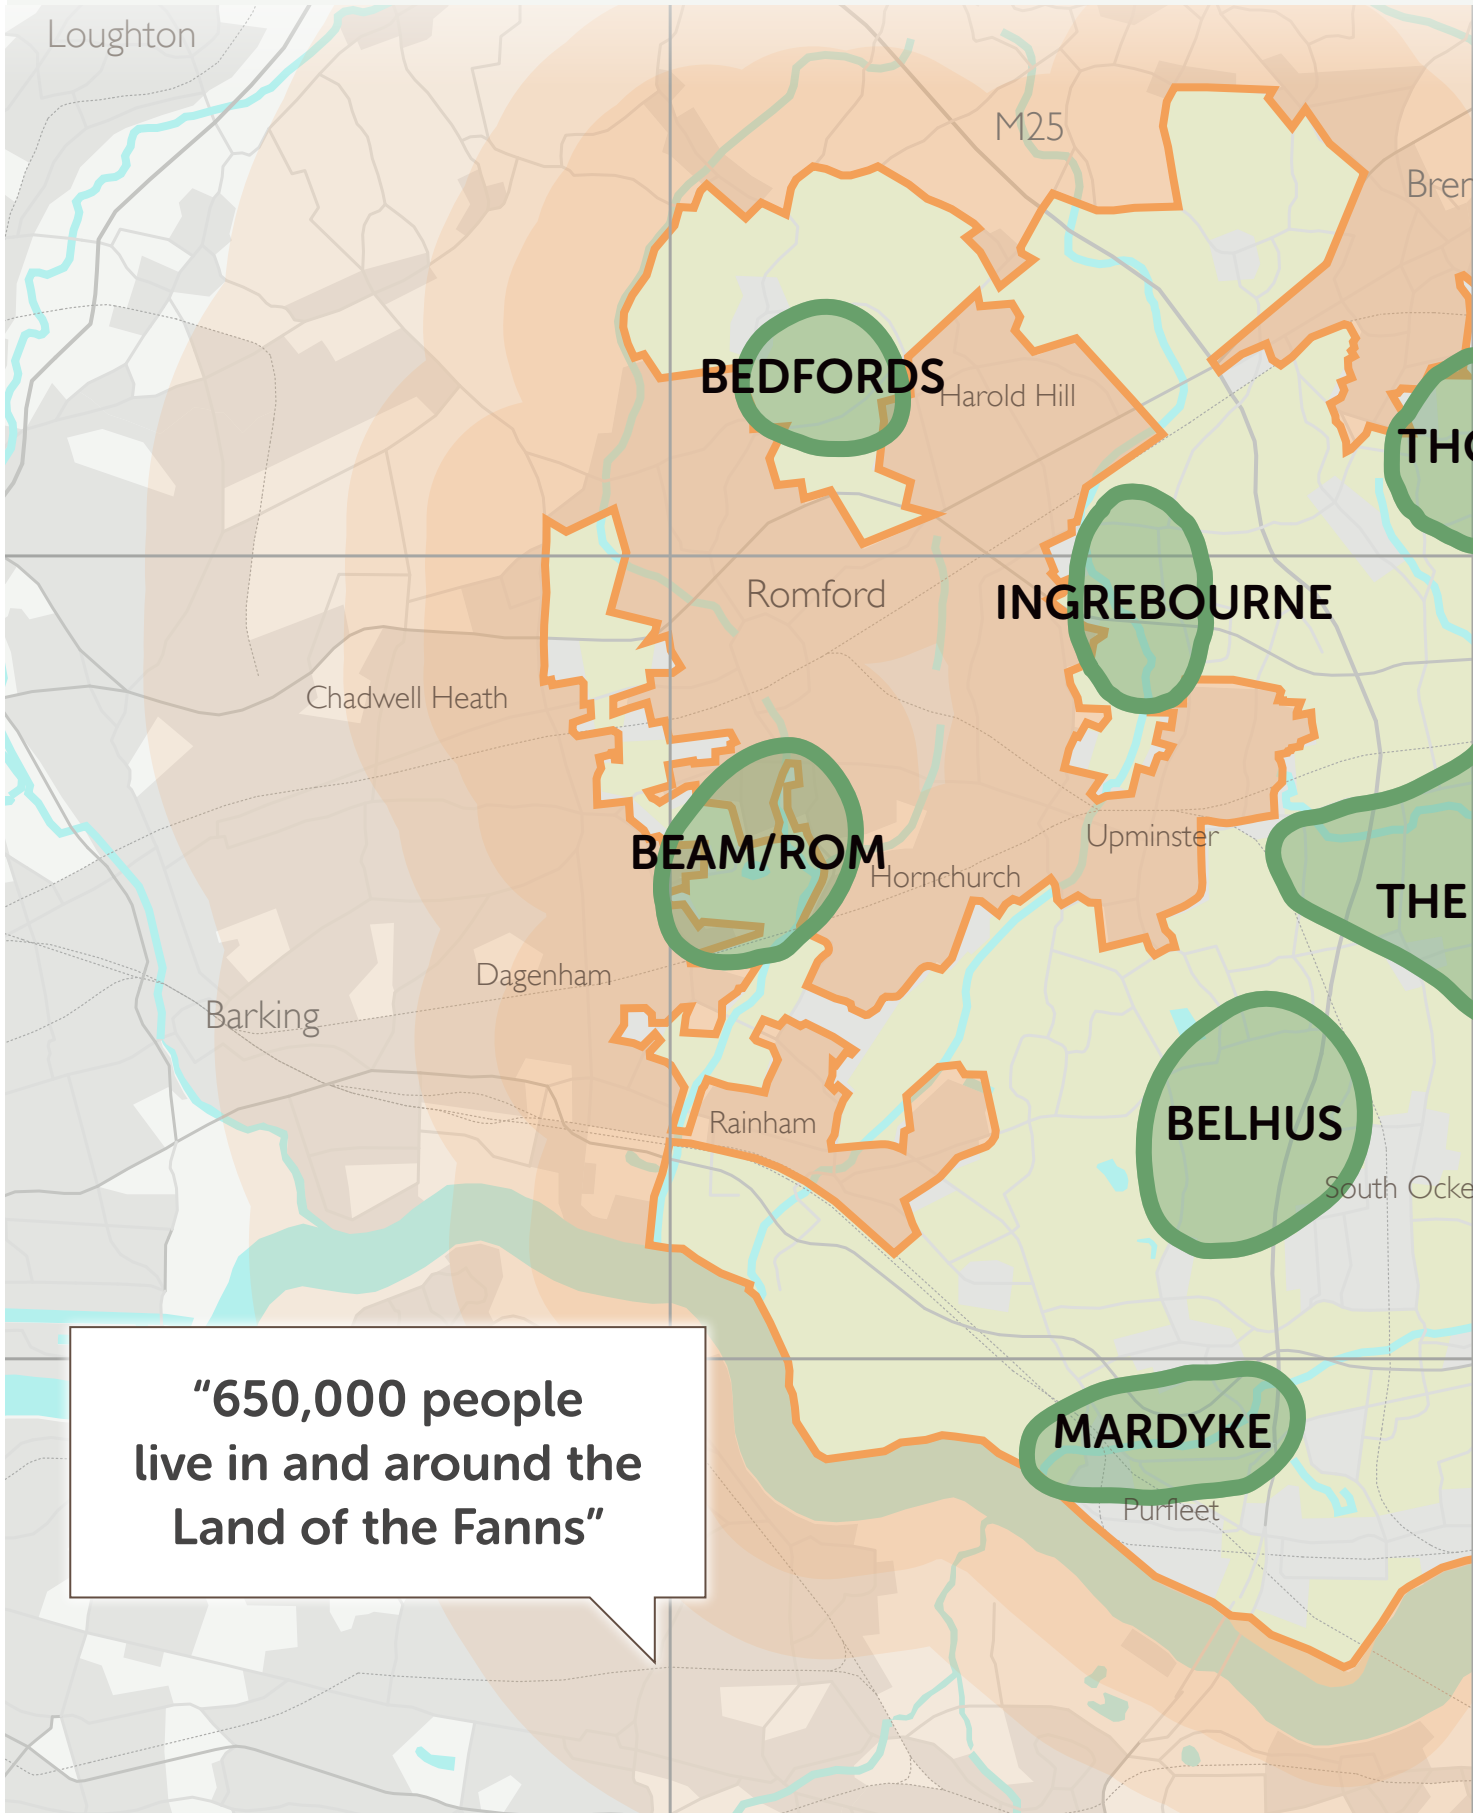 Loughton
M25
Bren
BEDFORDS
Harold Hill
THO
Romford
INGREBOURNE
Chadwell Heath
Upminster
BEAM/ROM
Hornchurch
THE
Dagenham
Barking
Rainham
BELHUS
South Ocke
“650,000 people
live in and around the
Land of the Fanns”
MARDYKE
Purfleet